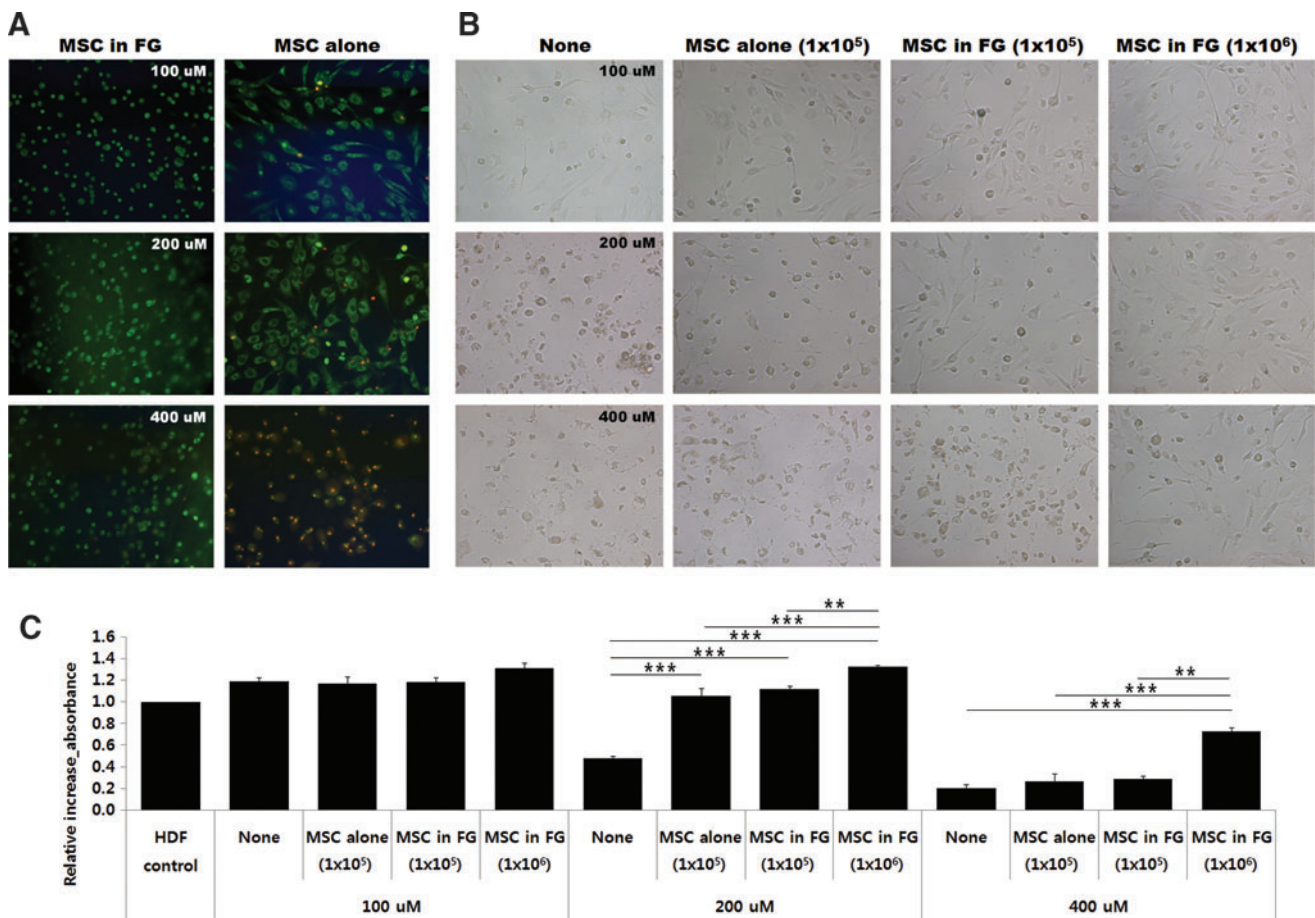 A
MSC in FG
MSC alone
100 uM
200 uM
400 uM
B
None
MSC alone (1x10⁵)
MSC in FG (1x10⁵)
MSC in FG (1x10⁶)
100 uM
200 uM
400 uM
C
Relative increase_absorbance
1.6
1.4
1.2
1.0
0.8
0.6
0.4
0.2
0.0
***
***
***
***
**
***
***
**
HDF control
None
MSC alone (1x10⁵)
MSC in FG (1x10⁵)
MSC in FG (1x10⁶)
None
MSC alone (1x10⁵)
MSC in FG (1x10⁵)
MSC in FG (1x10⁶)
None
MSC alone (1x10⁵)
MSC in FG (1x10⁵)
MSC in FG (1x10⁶)
100 uM
200 uM
400 uM